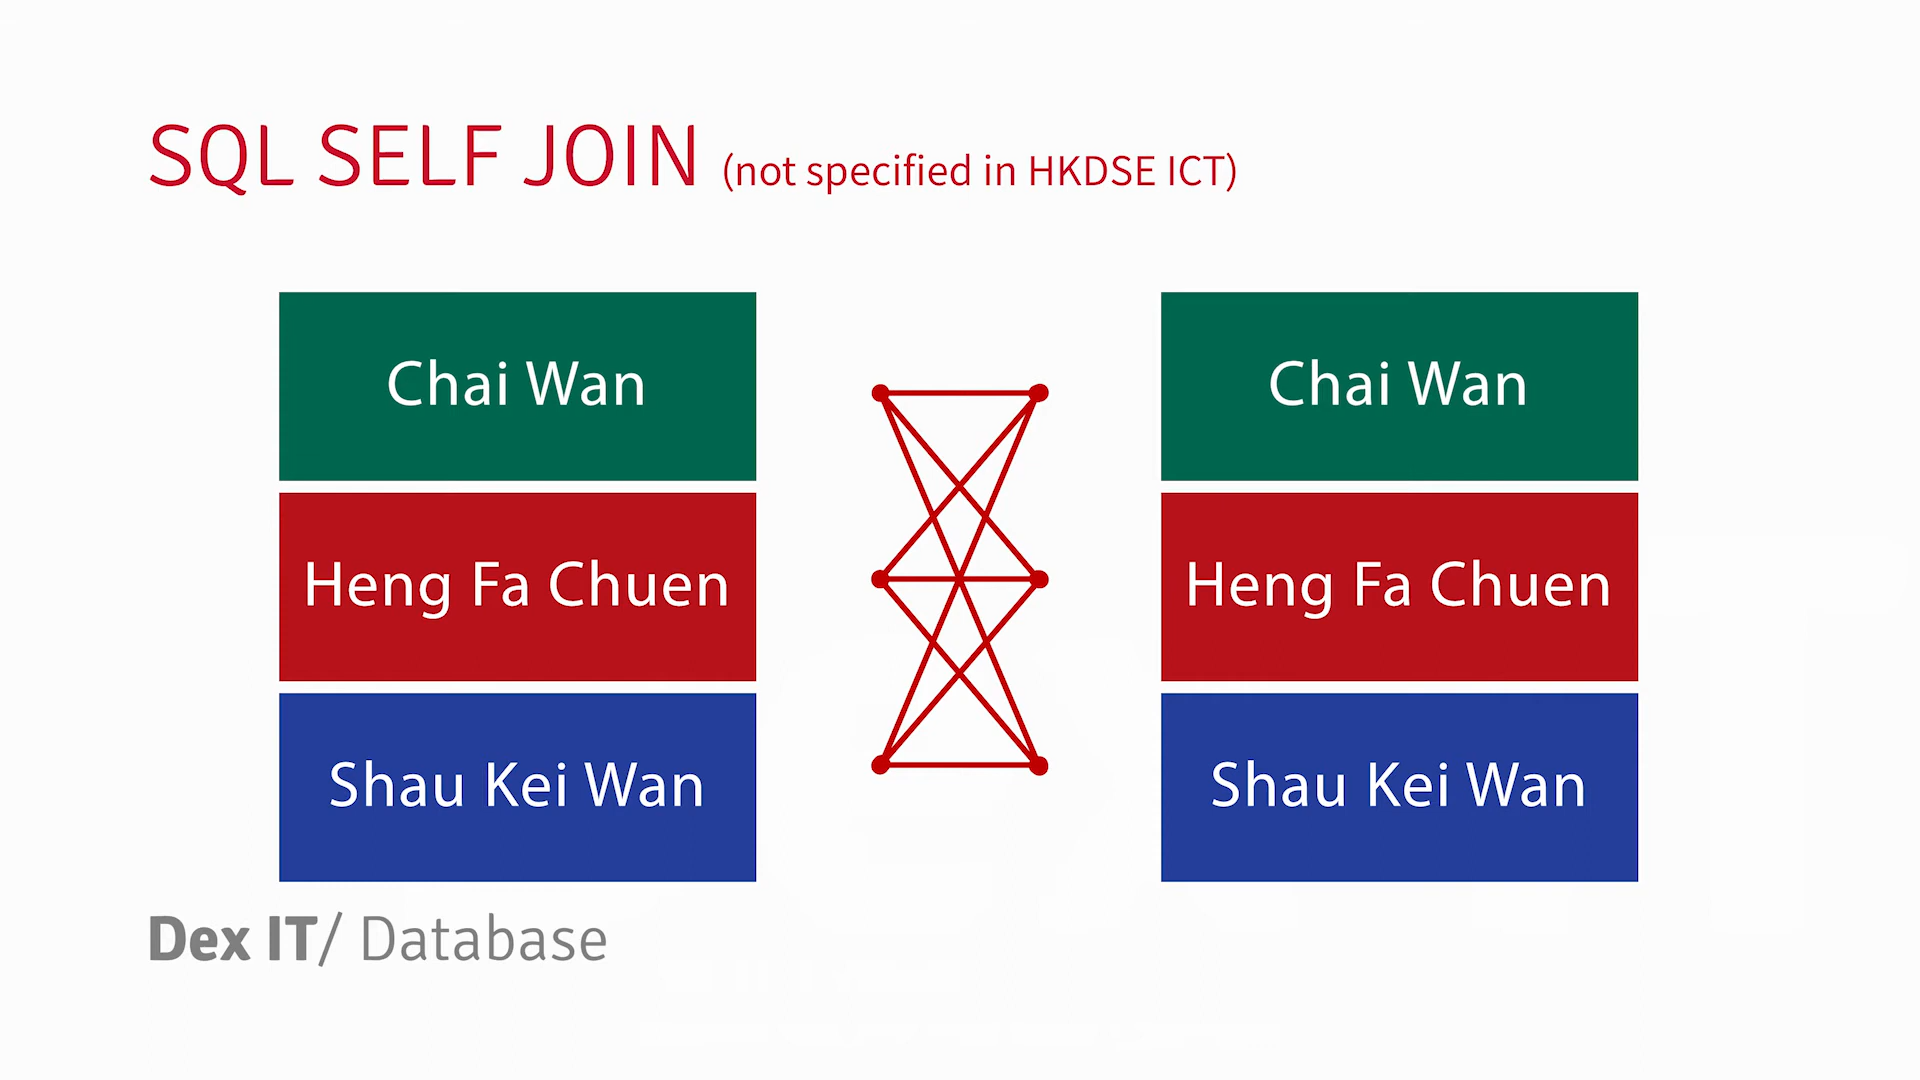 SQL SELF JOIN (not specified in HKDSE ICT)
Chai Wan
Chai Wan
Heng Fa Chuen
Heng Fa Chuen
Shau Kei Wan
Shau Kei Wan
Dex IT/ Database